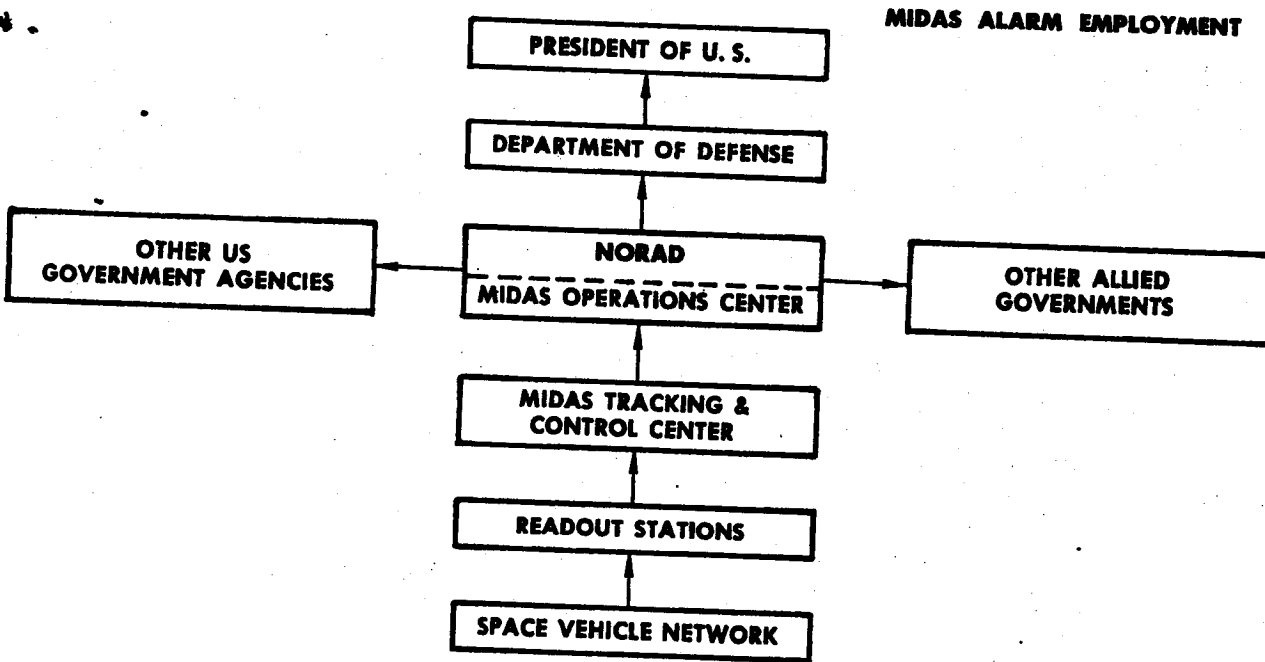 MIDAS ALARM EMPLOYMENT
PRESIDENT OF U. S.
DEPARTMENT OF DEFENSE
OTHER US
GOVERNMENT AGENCIES
NORAD
MIDAS OPERATIONS CENTER
OTHER ALLIED
GOVERNMENTS
MIDAS TRACKING &
CONTROL CENTER
READOUT STATIONS
SPACE VEHICLE NETWORK